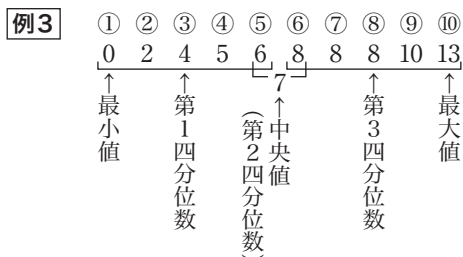 例3
① ② ③ ④ ⑤ ⑥ ⑦ ⑧ ⑨ ⑩
0 2 4 5 6 8 8 8 10 13
7
↑最小値
↑第1四分位数
↑中央値
(第2四分位数)
↑第3四分位数
↑最大値